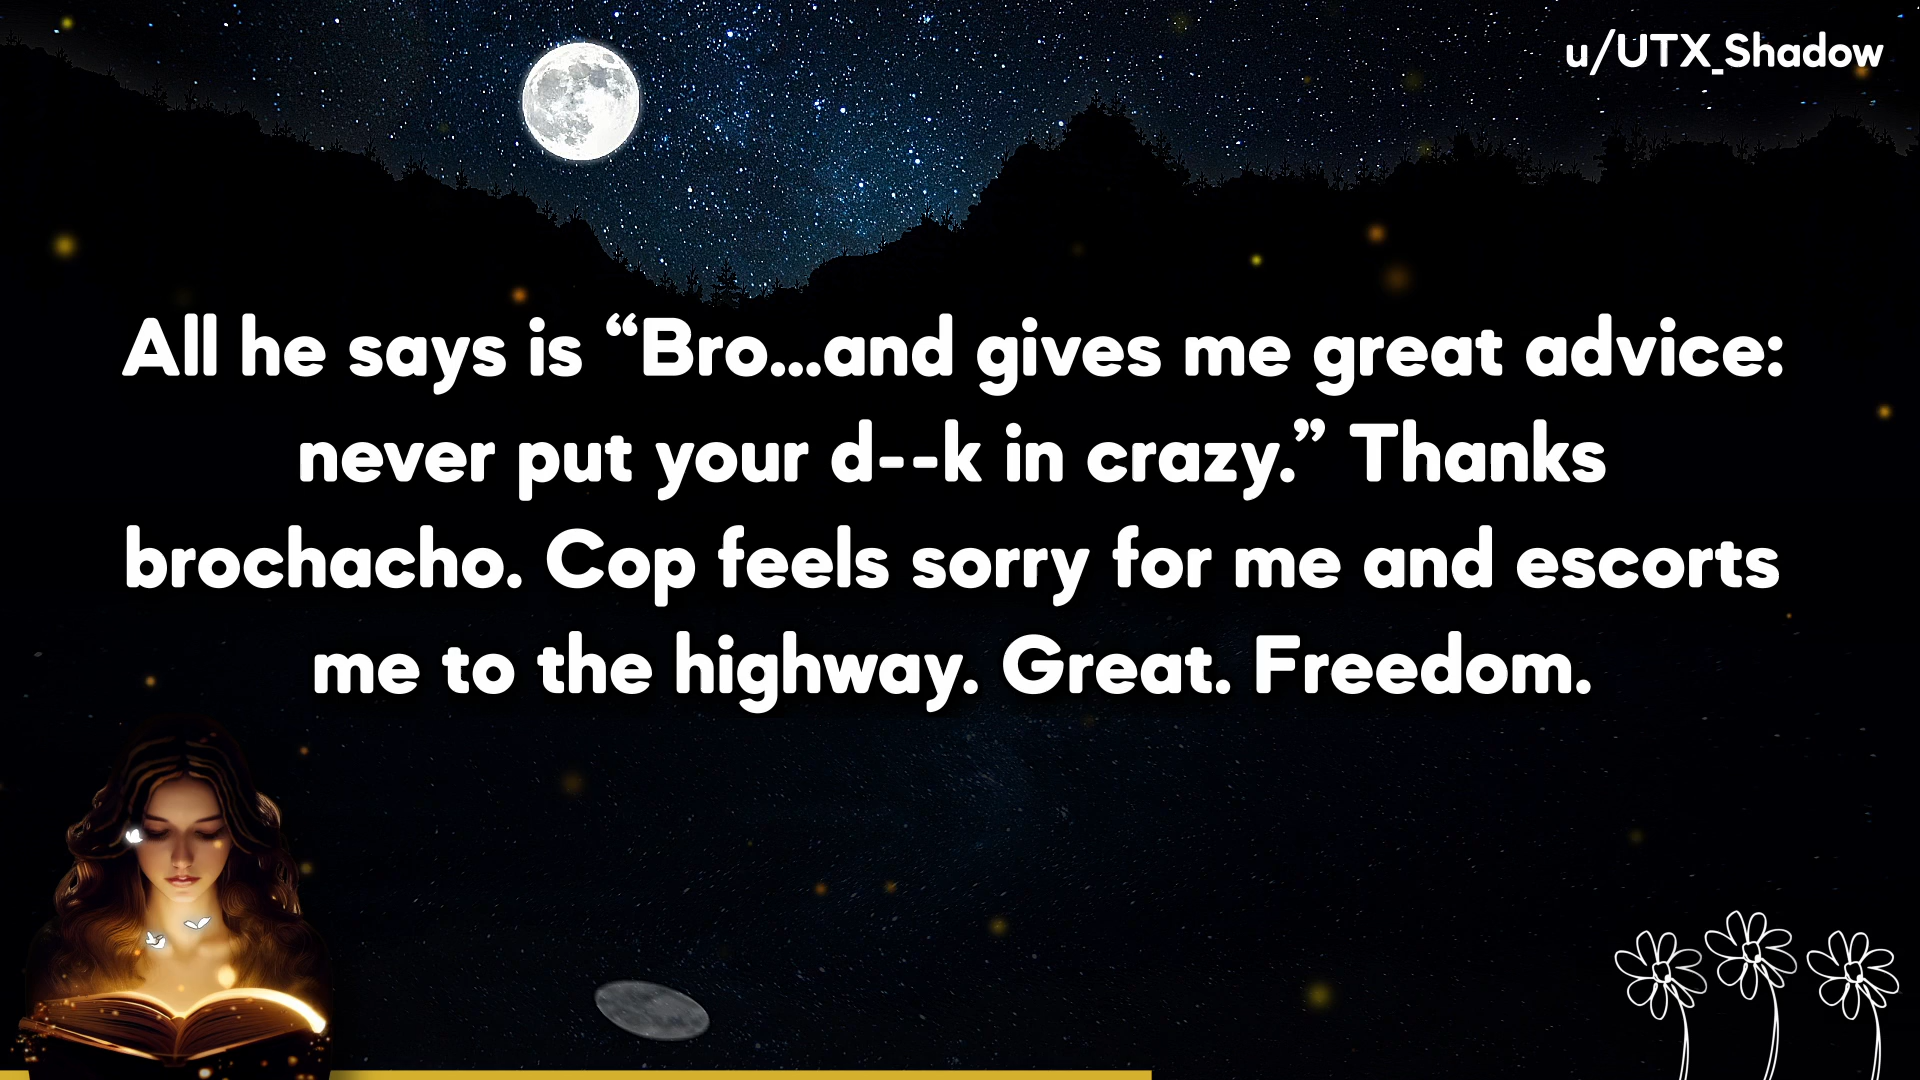 u/UTX_Shadow
All he says is “Bro...and gives me great advice:
never put your d--k in crazy.” Thanks
brochacho. Cop feels sorry for me and escorts
me to the highway. Great. Freedom.